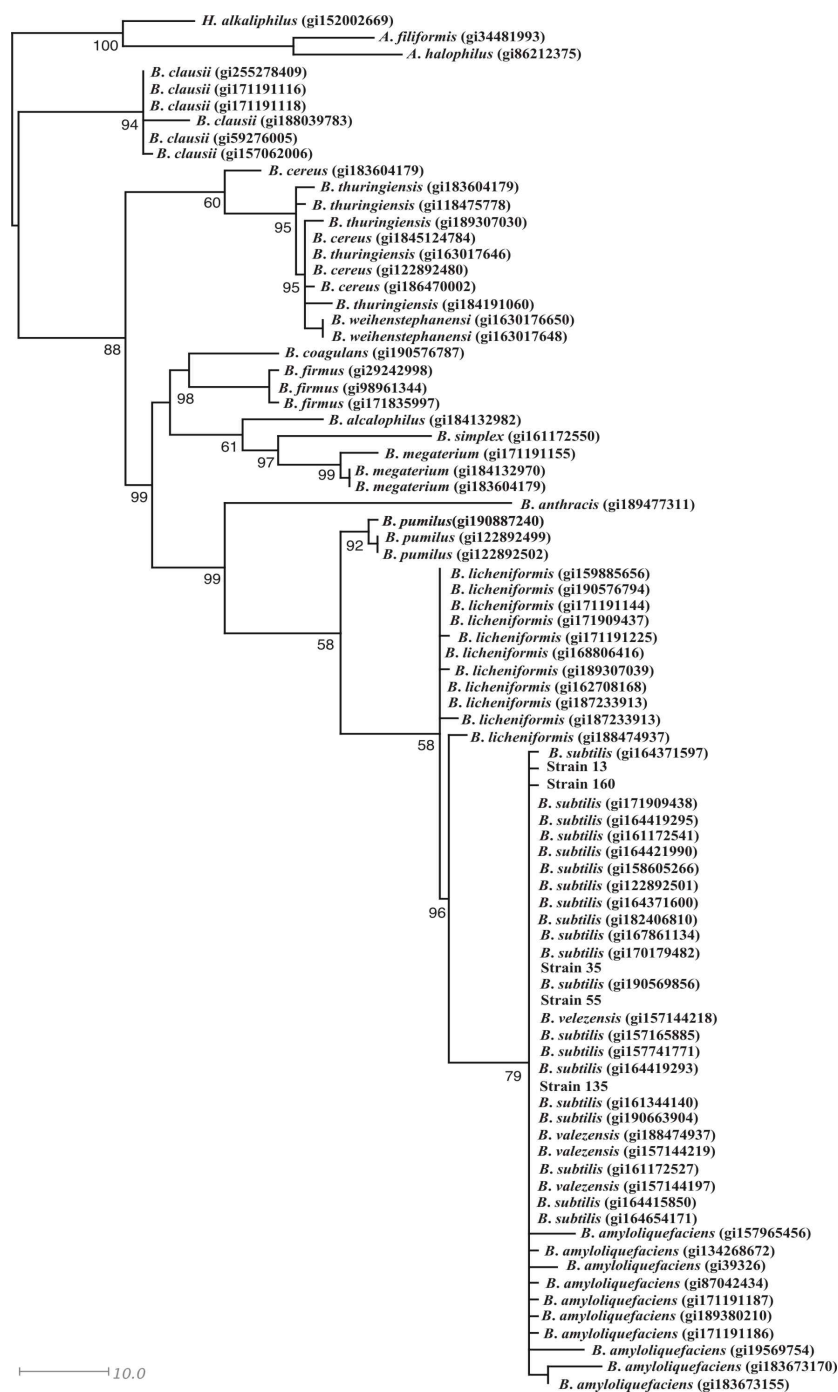 H. alkaliphilus (gi152002669)
100
A. filiformis (gi34481993)
A. halophilus (gi86212375)
B. clausii (gi255278409)
B. clausii (gi171191116)
B. clausii (gi171191118)
94
B. clausii (gi188039783)
B. clausii (gi59276005)
B. clausii (gi157062006)
B. cereus (gi183604179)
60
B. thuringiensis (gi183604179)
B. thuringiensis (gi118475778)
95
B. thuringiensis (gi189307030)
B. cereus (gi1845124784)
B. thuringiensis (gi163017646)
B. cereus (gi122892480)
95
B. cereus (gi186470002)
B. thuringiensis (gi184191060)
B. weihenstephanensi (gi1630176650)
B. weihenstephanensi (gi163017648)
88
B. coagulans (gi190576787)
B. firmus (gi29242998)
98
B. firmus (gi98961344)
B. firmus (gi171835997)
B. alcalophilus (gi184132982)
61
B. simplex (gi161172550)
97
B. megaterium (gi171191155)
99
B. megaterium (gi184132970)
B. megaterium (gi183604179)
99
B. anthracis (gi189477311)
B. pumilus(gi190887240)
B. pumilus (gi122892499)
92
B. pumilus (gi122892502)
99
B. licheniformis (gi159885656)
B. licheniformis (gi190576794)
B. licheniformis (gi171191144)
B. licheniformis (gi171909437)
58
B. licheniformis (gi171191225)
B. licheniformis (gi168806416)
B. licheniformis (gi189307039)
B. licheniformis (gi162708168)
B. licheniformis (gi187233913)
B. licheniformis (gi187233913)
58
B. licheniformis (gi188474937)
B. subtilis (gi164371597)
Strain 13
Strain 160
B. subtilis (gi171909438)
B. subtilis (gi164419295)
B. subtilis (gi161172541)
B. subtilis (gi164421990)
B. subtilis (gi158605266)
B. subtilis (gi122892501)
B. subtilis (gi164371600)
96
B. subtilis (gi182406810)
B. subtilis (gi167861134)
B. subtilis (gi170179482)
Strain 35
B. subtilis (gi190569856)
Strain 55
B. velezensis (gi157144218)
B. subtilis (gi157165885)
B. subtilis (gi157741771)
B. subtilis (gi164419293)
79
Strain 135
B. subtilis (gi161344140)
B. subtilis (gi190663904)
B. valezensis (gi188474937)
B. valezensis (gi157144219)
B. subtilis (gi161172527)
B. valezensis (gi157144197)
B. subtilis (gi164415850)
B. subtilis (gi164654171)
B. amyloliquefaciens (gi157965456)
B. amyloliquefaciens (gi134268672)
B. amyloliquefaciens (gi39326)
B. amyloliquefaciens (gi87042434)
B. amyloliquefaciens (gi171191187)
B. amyloliquefaciens (gi189380210)
B. amyloliquefaciens (gi171191186)
B. amyloliquefaciens (gi19569754)
B. amyloliquefaciens (gi183673170)
B. amyloliquefaciens (gi183673155)
10.0